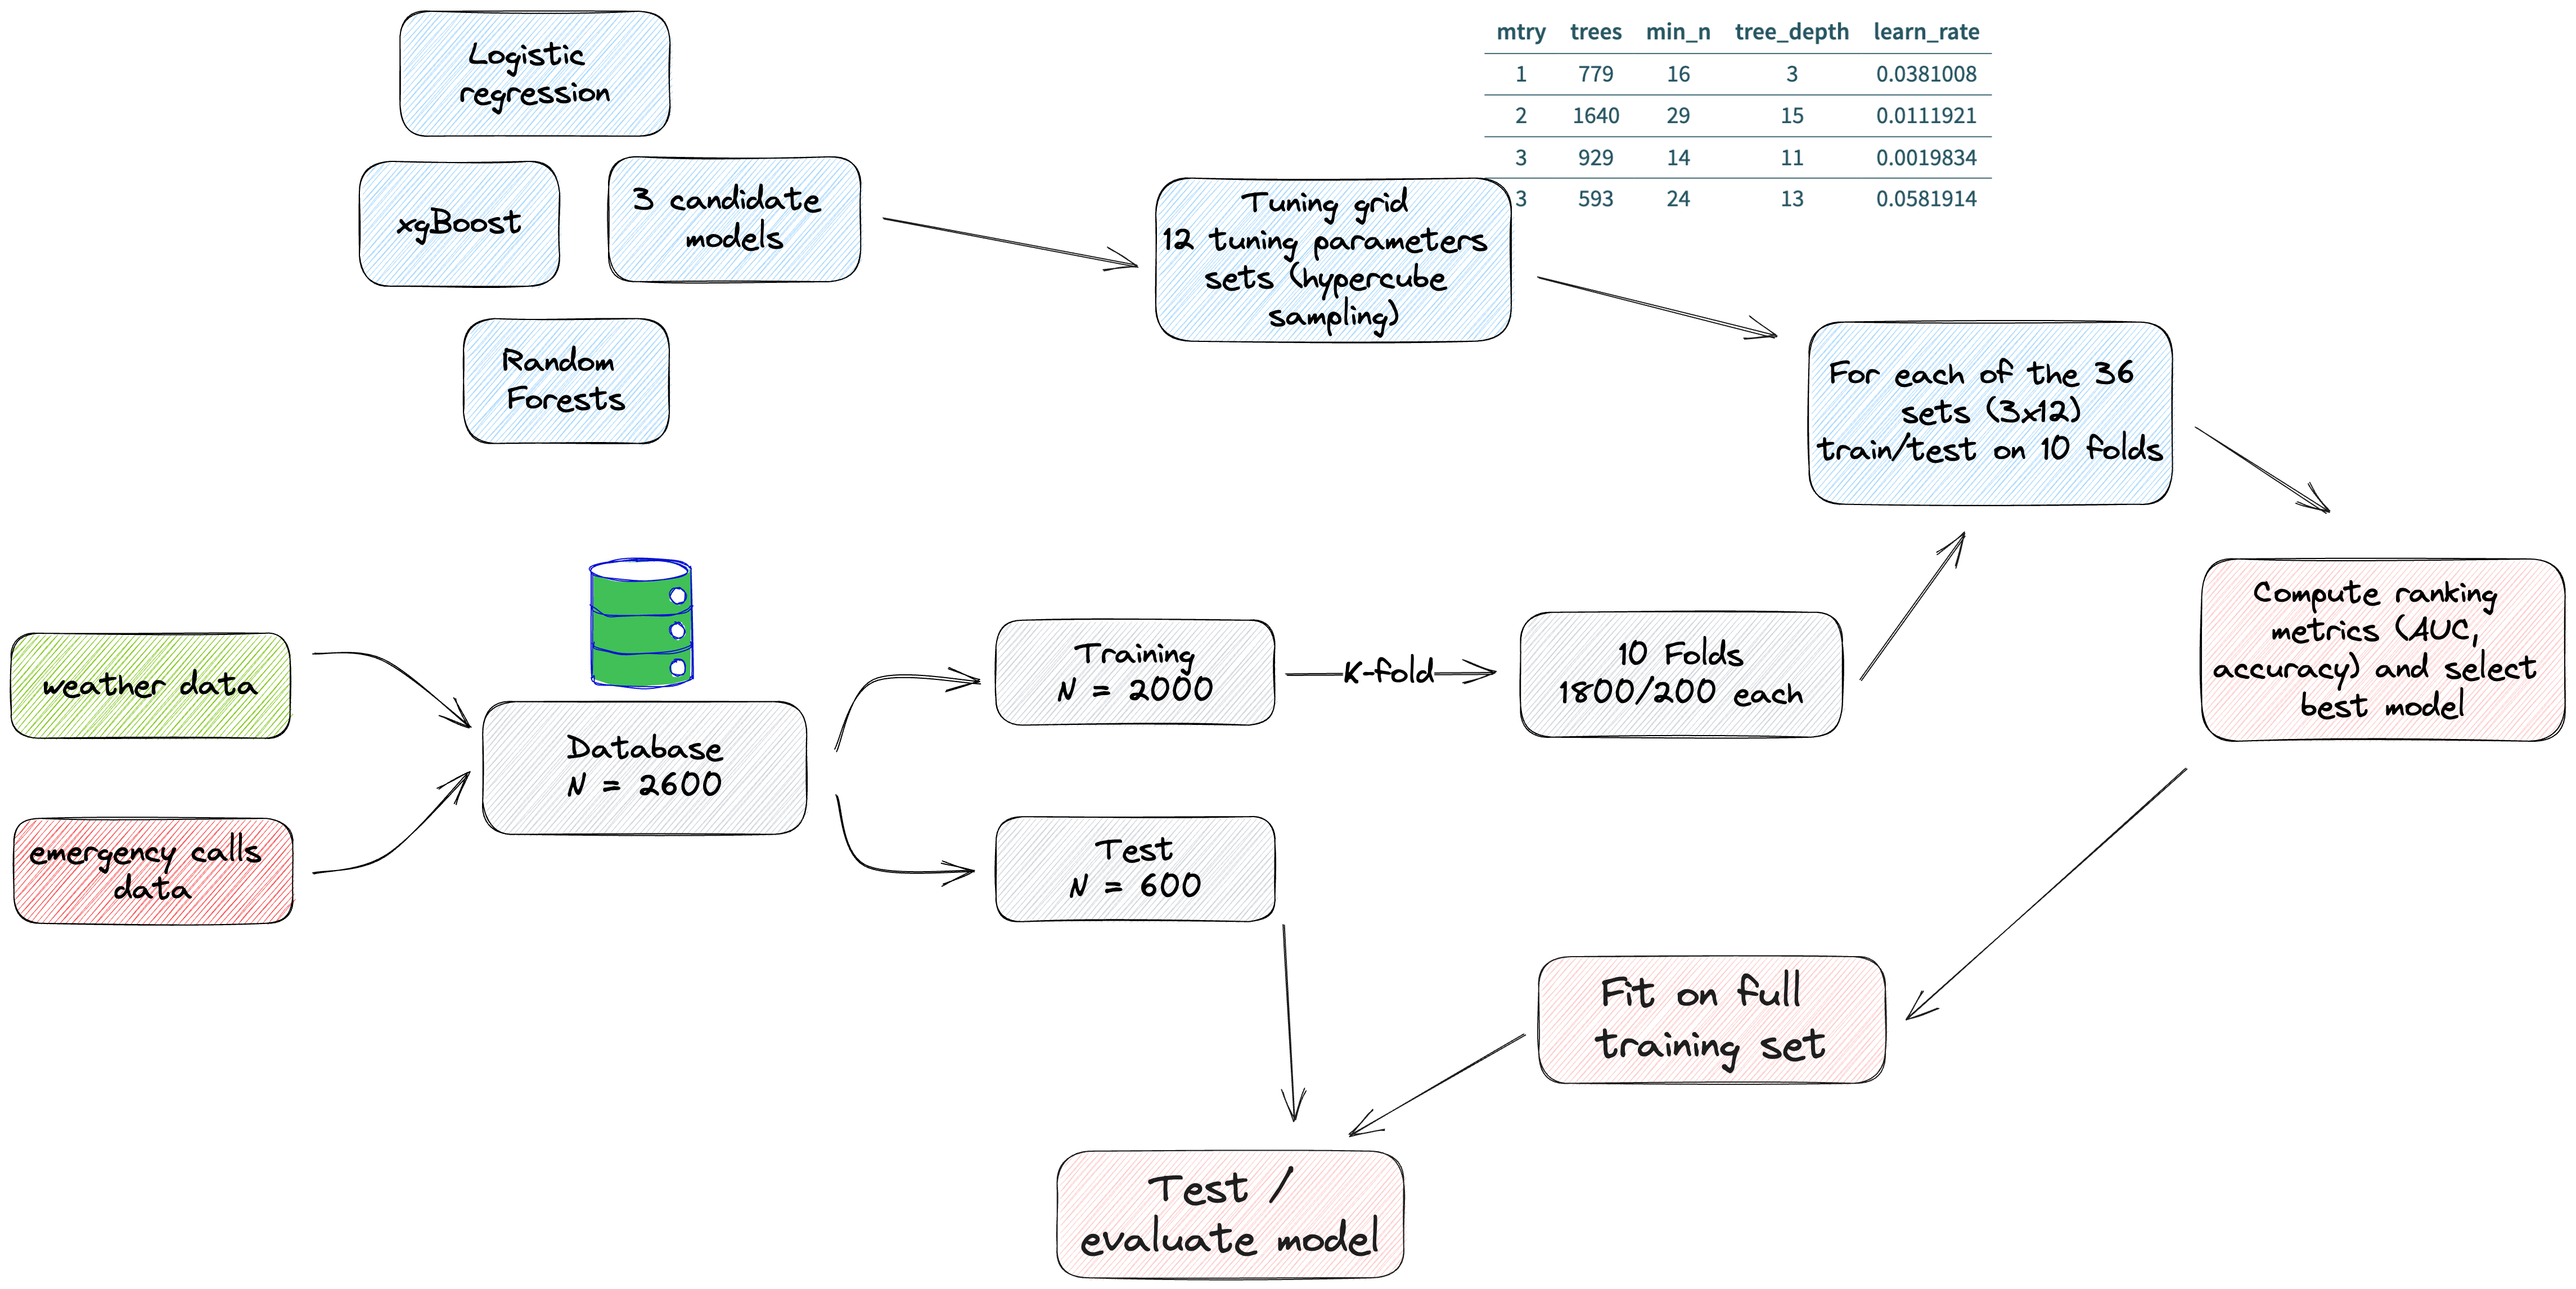 Logistic
regression
xgBoost
3 candidate
models
Random
Forests
mtry trees min_n tree_depth learn_rate
1 779 16 3 0.0381008
2 1640 29 15 0.0111921
3 929 14 11 0.0019834
3 593 24 13 0.0581914
Tuning grid
12 tuning parameters
sets (hypercube
sampling)
For each of the 36
sets (3x12)
train/test on 10 folds
weather data
emergency calls
data
Database
N = 2600
Training
N = 2000
K-fold
10 Folds
1800/200 each
Test
N = 600
Compute ranking
metrics (AUC,
accuracy) and select
best model
Fit on full
training set
Test /
evaluate model